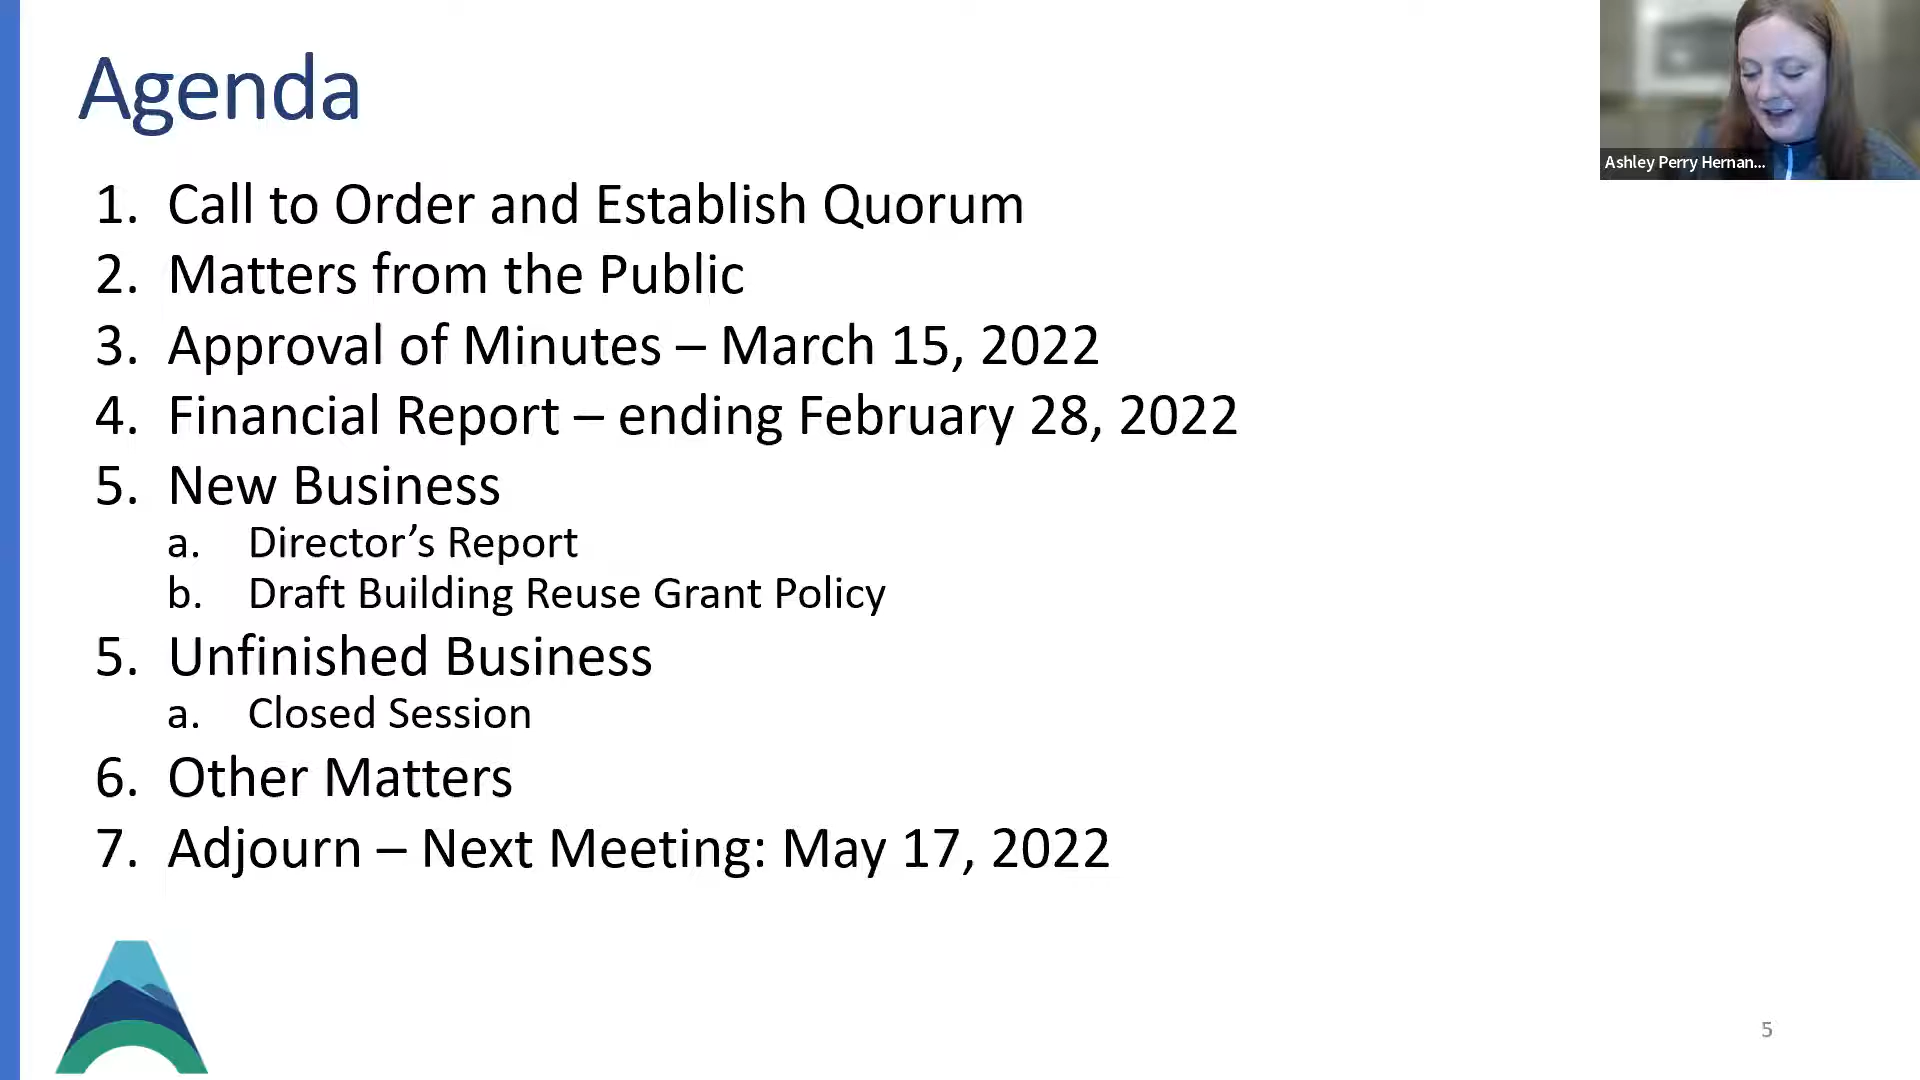 Agenda
1. Call to Order and Establish Quorum
2. Matters from the Public
3. Approval of Minutes – March 15, 2022
4. Financial Report – ending February 28, 2022
5. New Business
a. Director’s Report
b. Draft Building Reuse Grant Policy
5. Unfinished Business
a. Closed Session
6. Other Matters
7. Adjourn – Next Meeting: May 17, 2022
Ashley Perry Hernan...
5